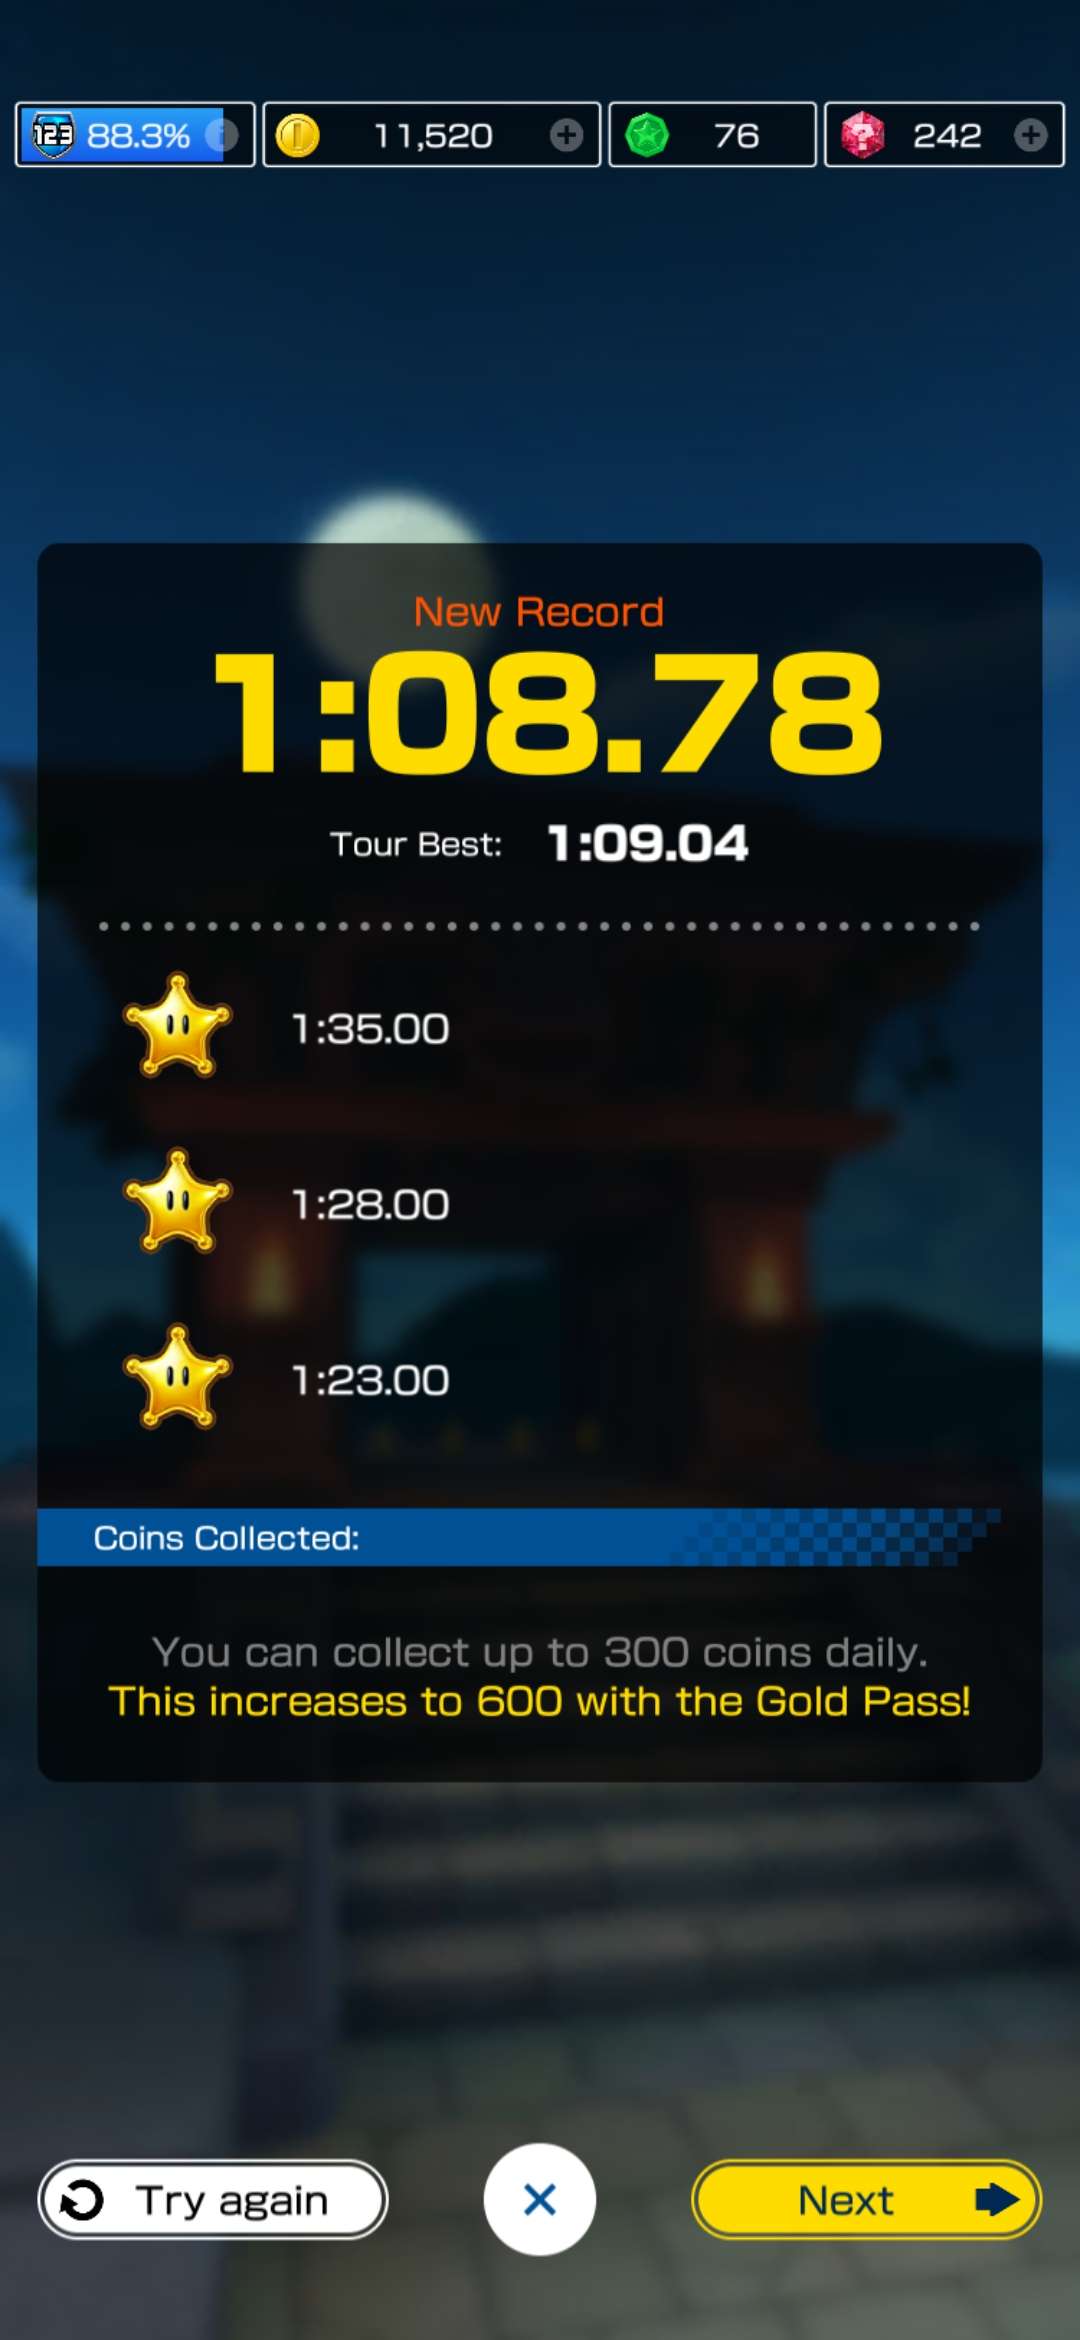 123 88.3% i 11,520 + 76 ? 242 +
New Record
1:08.78
Tour Best: 1:09.04
1:35.00
1:28.00
1:23.00
Coins Collected:
You can collect up to 300 coins daily.
This increases to 600 with the Gold Pass!
Try again × Next